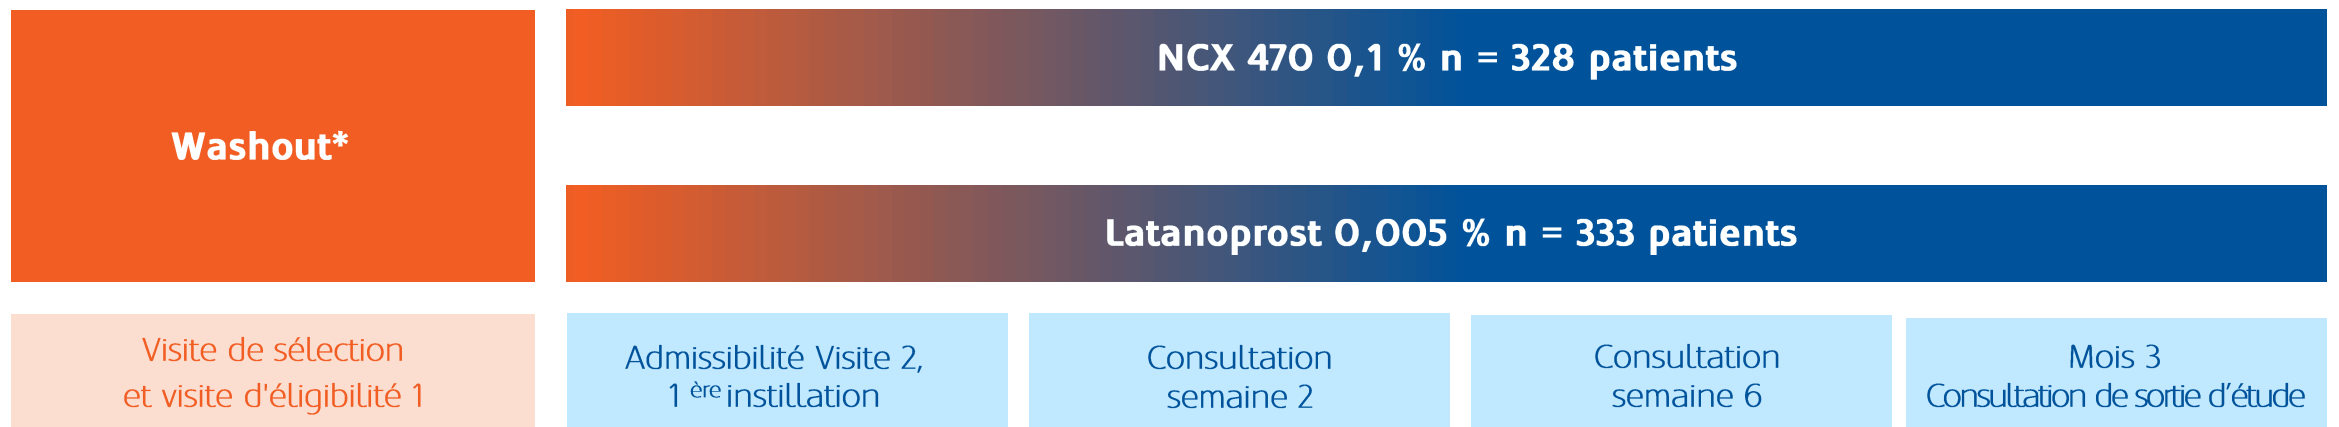 NCX 470 0,1 % n = 328 patients
Washout*
Latanoprost 0,005 % n = 333 patients
Visite de sélection
et visite d'éligibilité 1
Admissibilité Visite 2,
1 ère instillation
Consultation
semaine 2
Consultation
semaine 6
Mois 3
Consultation de sortie d’étude